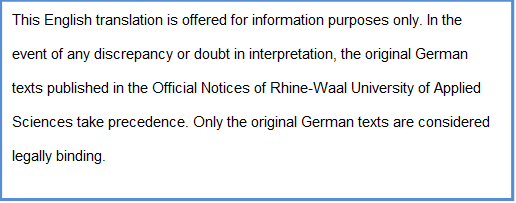 This English translation is offered for information purposes only. In the
event of any discrepancy or doubt in interpretation, the original German
texts published in the Official Notices of Rhine-Waal University of Applied
Sciences take precedence. Only the original German texts are considered
legally binding.